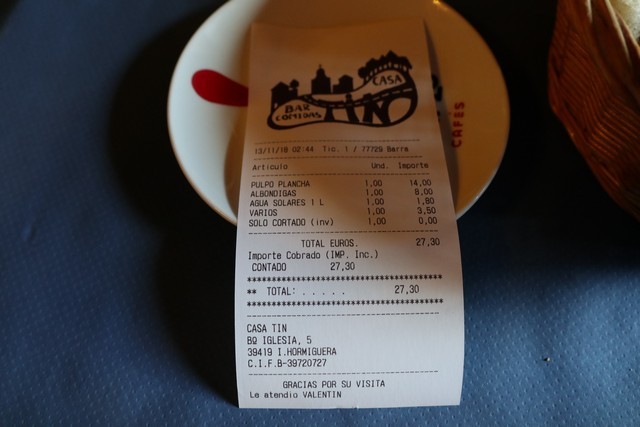 BAR
COMIDAS
CASA
TINO
CAFÉS
13/11/18 02:44 Tic. 1 / 77729 Barra
Articulo Und. Importe
PULPO PLANCHA 1,00 14,00
ALBONDIGAS 1,00 8,00
AGUA SOLARES 1 L 1,00 1,80
VARIOS 1,00 3,50
SOLO CORTADO (inv) 1,00 0,00
TOTAL EUROS. 27,30
Importe Cobrado (IMP. Inc.)
CONTADO 27,30
** TOTAL: . . . . . 27,30
CASA TIN
BQ IGLESIA, 5
39419 I.HORMIGUERA
C.I.F.B-39720727
GRACIAS POR SU VISITA
Le atendio VALENTIN